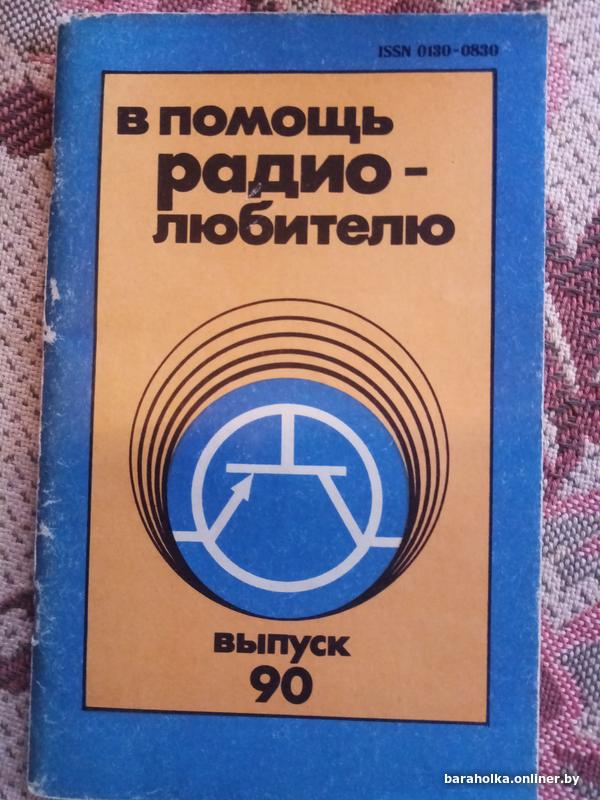 ISSN 0130-0830
В ПОМОЩЬ
РАДИО-
ЛЮБИТЕЛЮ
ВЫПУСК
90
baraholka.onliner.by